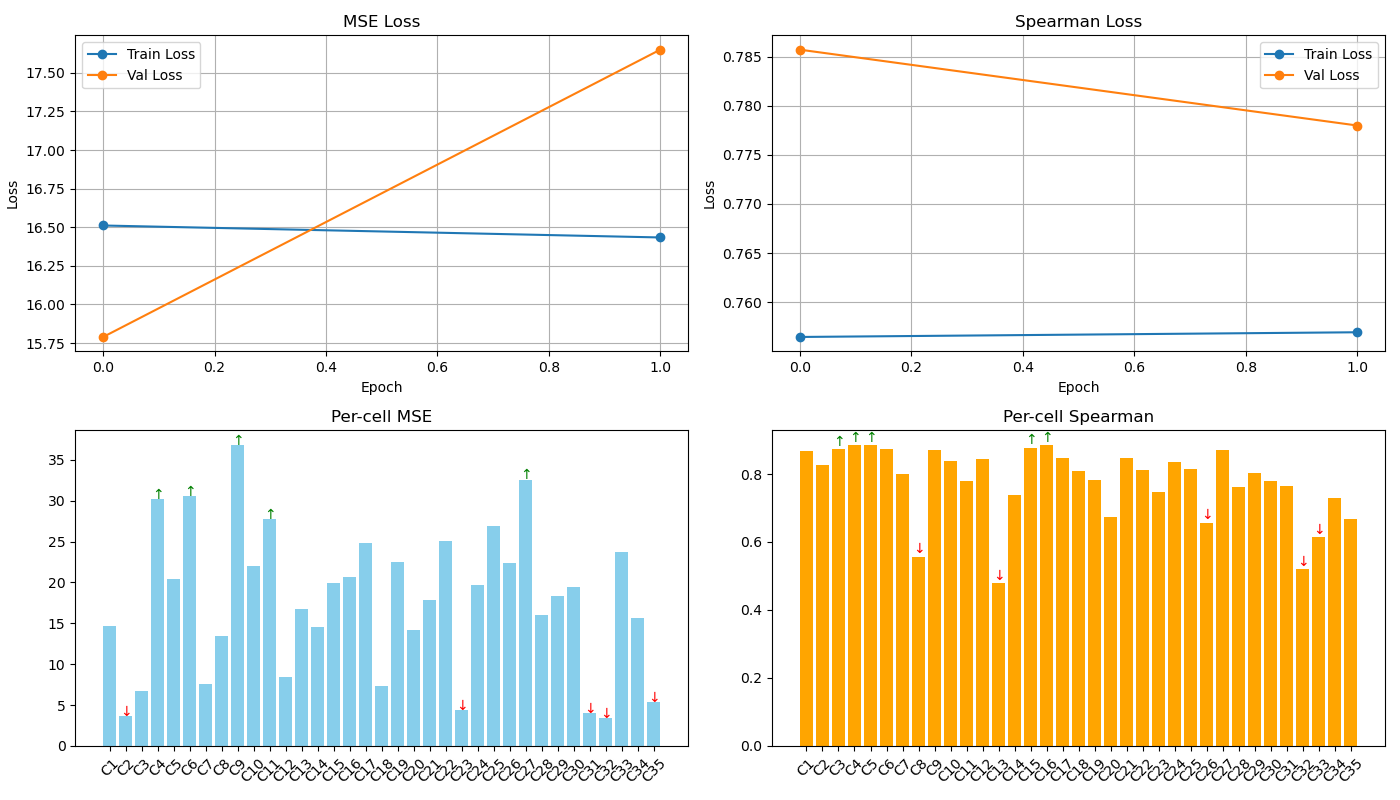 MSE Loss
Train Loss
Val Loss
17.50
17.25
17.00
16.75
16.50
16.25
16.00
15.75
Loss
0.0 0.2 0.4 0.6 0.8 1.0
Epoch
Spearman Loss
Train Loss
Val Loss
0.785
0.780
0.775
0.770
0.765
0.760
Loss
0.0 0.2 0.4 0.6 0.8 1.0
Epoch
Per-cell MSE
35
30
25
20
15
10
5
0
↑ ↑ ↑ ↑ ↑
↓ ↓ ↓ ↓ ↓
C1 C2 C3 C4 C5 C6 C7 C8 C9 C10 C11 C12 C13 C14 C15 C16 C17 C18 C19 C20 C21 C22 C23 C24 C25 C26 C27 C28 C29 C30 C31 C32 C33 C34 C35
Per-cell Spearman
0.8
0.6
0.4
0.2
0.0
↑ ↑ ↑ ↑ ↑
↓ ↓ ↓ ↓ ↓
C1 C2 C3 C4 C5 C6 C7 C8 C9 C10 C11 C12 C13 C14 C15 C16 C17 C18 C19 C20 C21 C22 C23 C24 C25 C26 C27 C28 C29 C30 C31 C32 C33 C34 C35